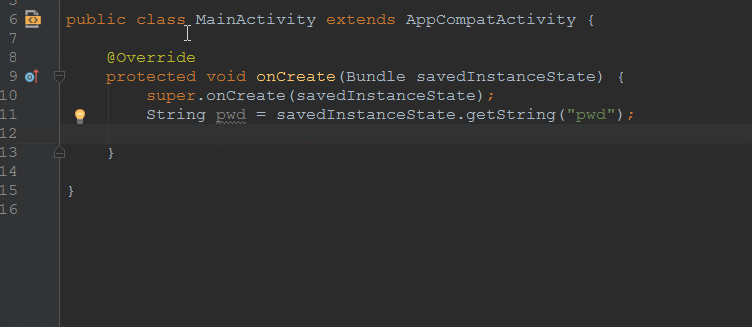 6 public class MainActivity extends AppCompatActivity {
7
8 @Override
9 protected void onCreate(Bundle savedInstanceState) {
10 super.onCreate(savedInstanceState);
11 String pwd = savedInstanceState.getString("pwd");
12
13 }
14
15 }
16